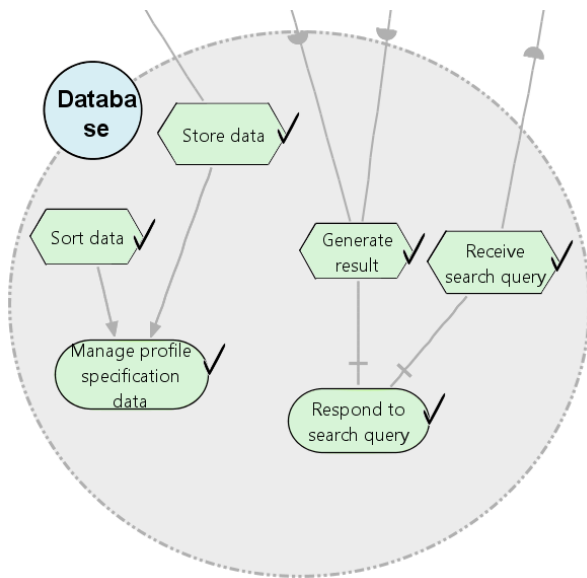 Databa
se
Store data
Sort data
Generate
result
Receive
search query
Manage profile
specification
data
Respond to
search query